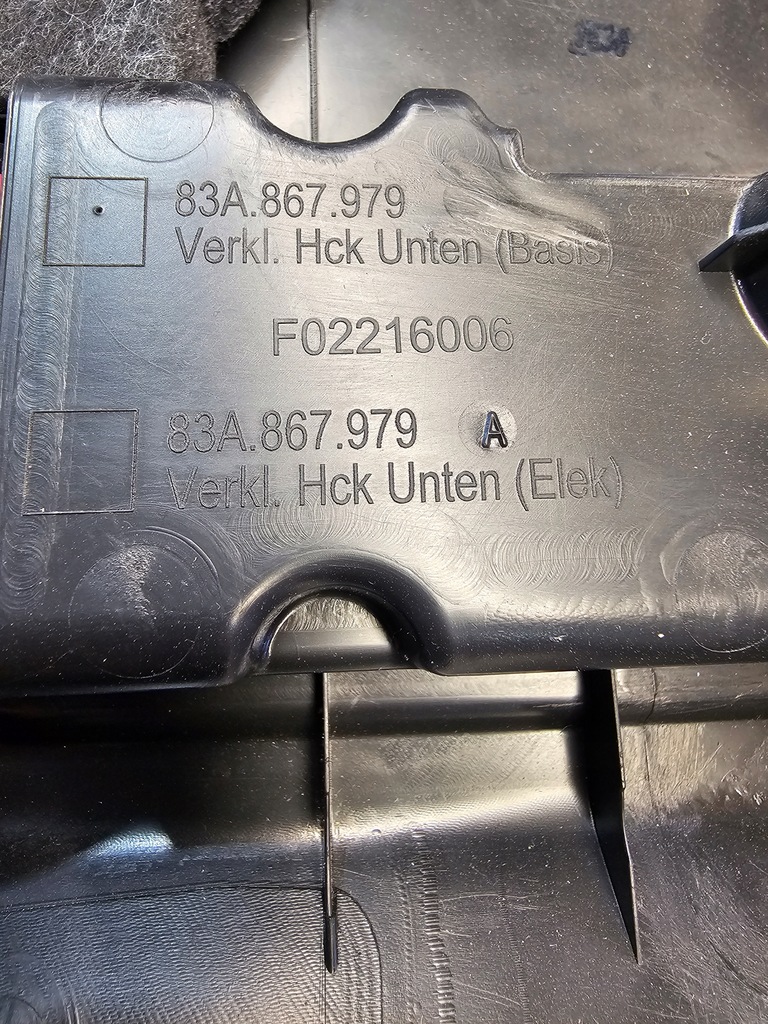 83A.867.979
Verkl. Hck Unten (Basis)
F02216006
83A.867.979 A
Verkl. Hck Unten (Elek)